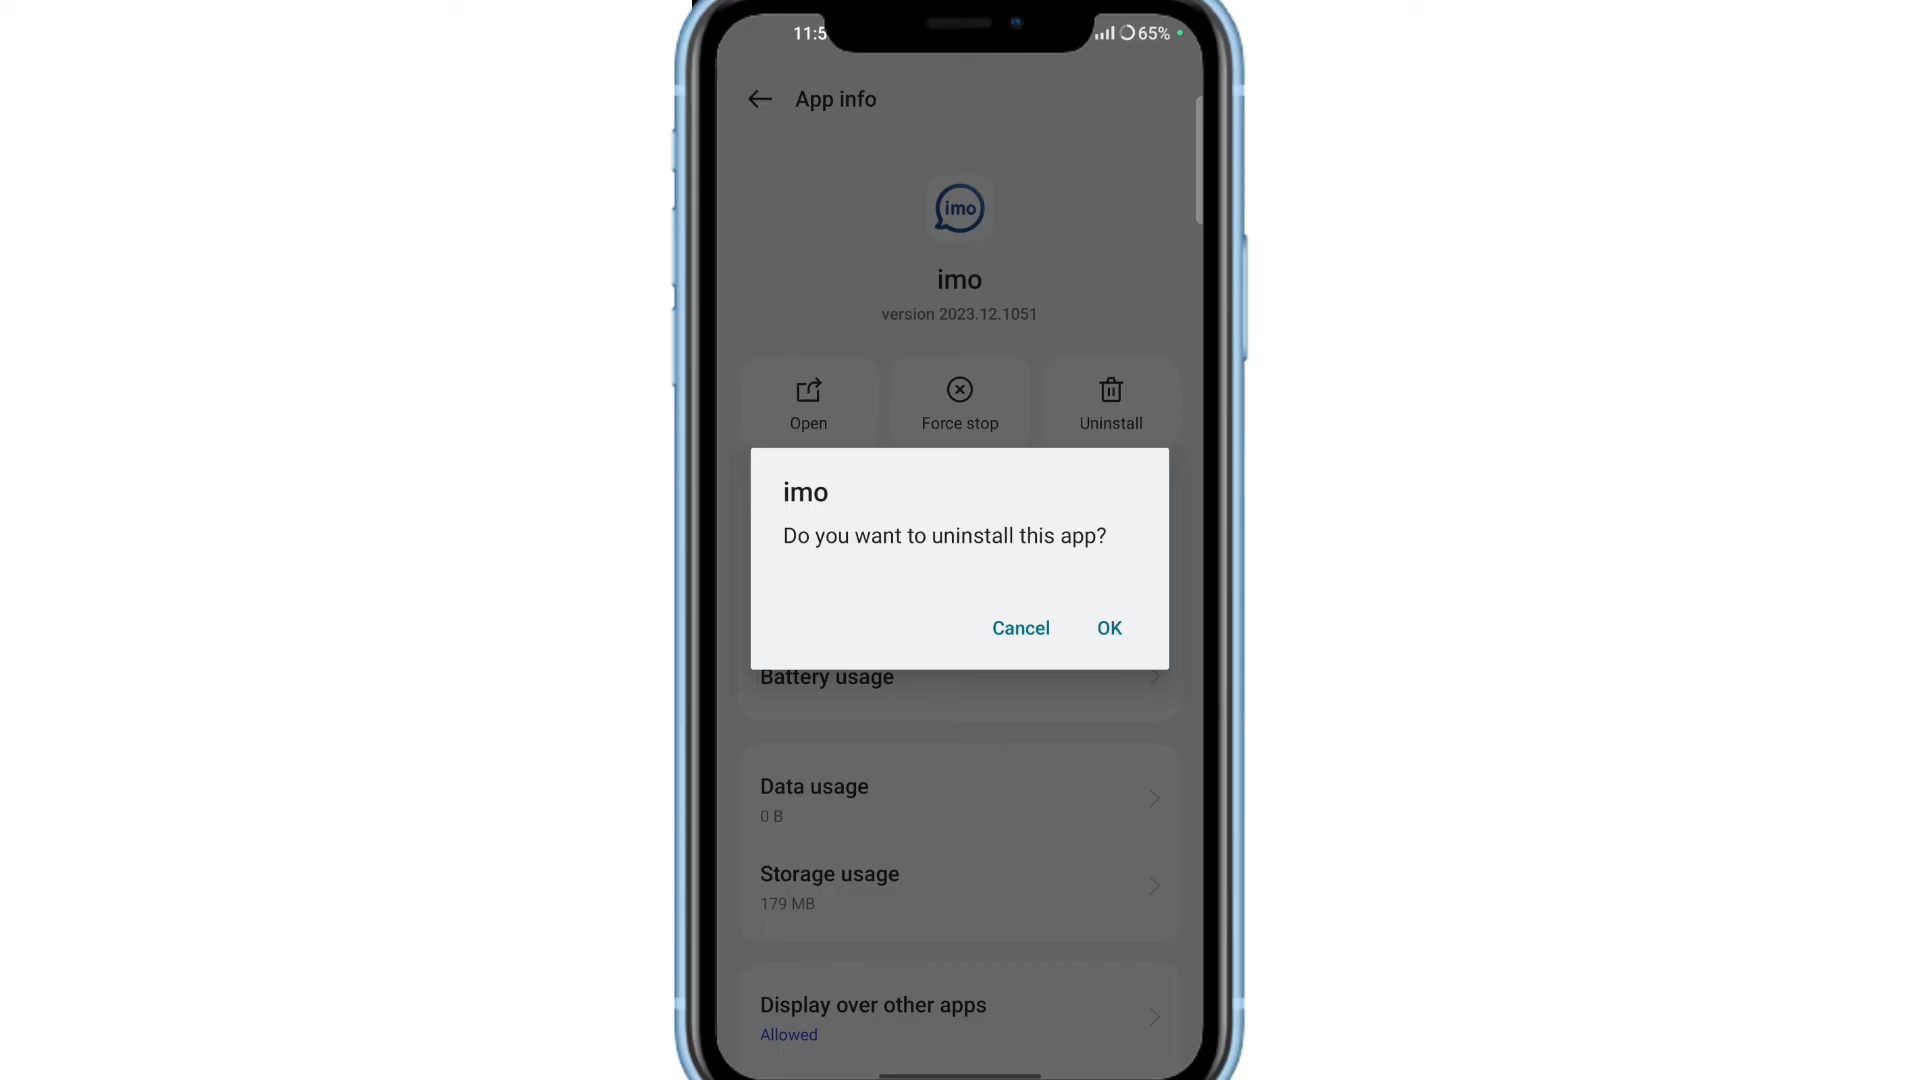 11:5
65%
App info
imo
imo
version 2023.12.1051
Open
Force stop
Uninstall
imo
Do you want to uninstall this app?
Cancel
OK
Battery usage
Data usage
0 B
Storage usage
179 MB
Display over other apps
Allowed